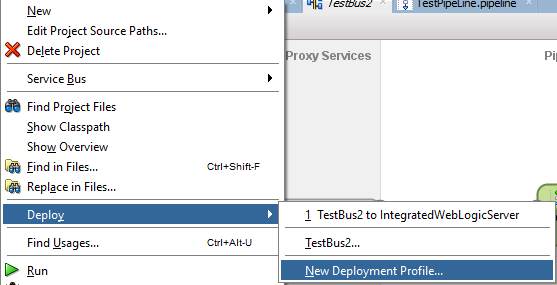 New
TestBus2
TestPipeLine.pipeline
Edit Project Source Paths...
Delete Project
Proxy Services
Service Bus
Find Project Files
Show Classpath
Show Overview
Find in Files... Ctrl+Shift-F
Replace in Files...
Deploy
1 TestBus2 to IntegratedWebLogicServer
Find Usages... Ctrl+Alt-U
TestBus2...
Run
New Deployment Profile...